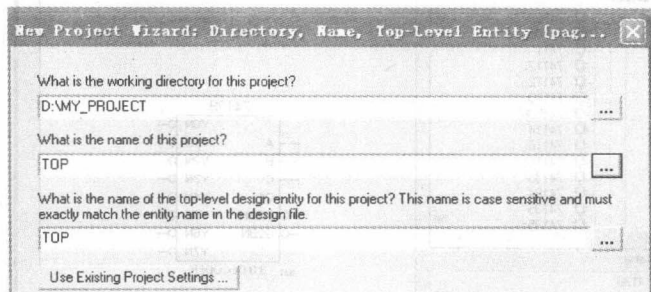 New Project Wizard: Directory, Name, Top-Level Entity [pag...
What is the working directory for this project?
D:\MY_PROJECT
...
What is the name of this project?
TOP
...
What is the name of the top-level design entity for this project? This name is case sensitive and must
exactly match the entity name in the design file.
TOP
...
Use Existing Project Settings ...